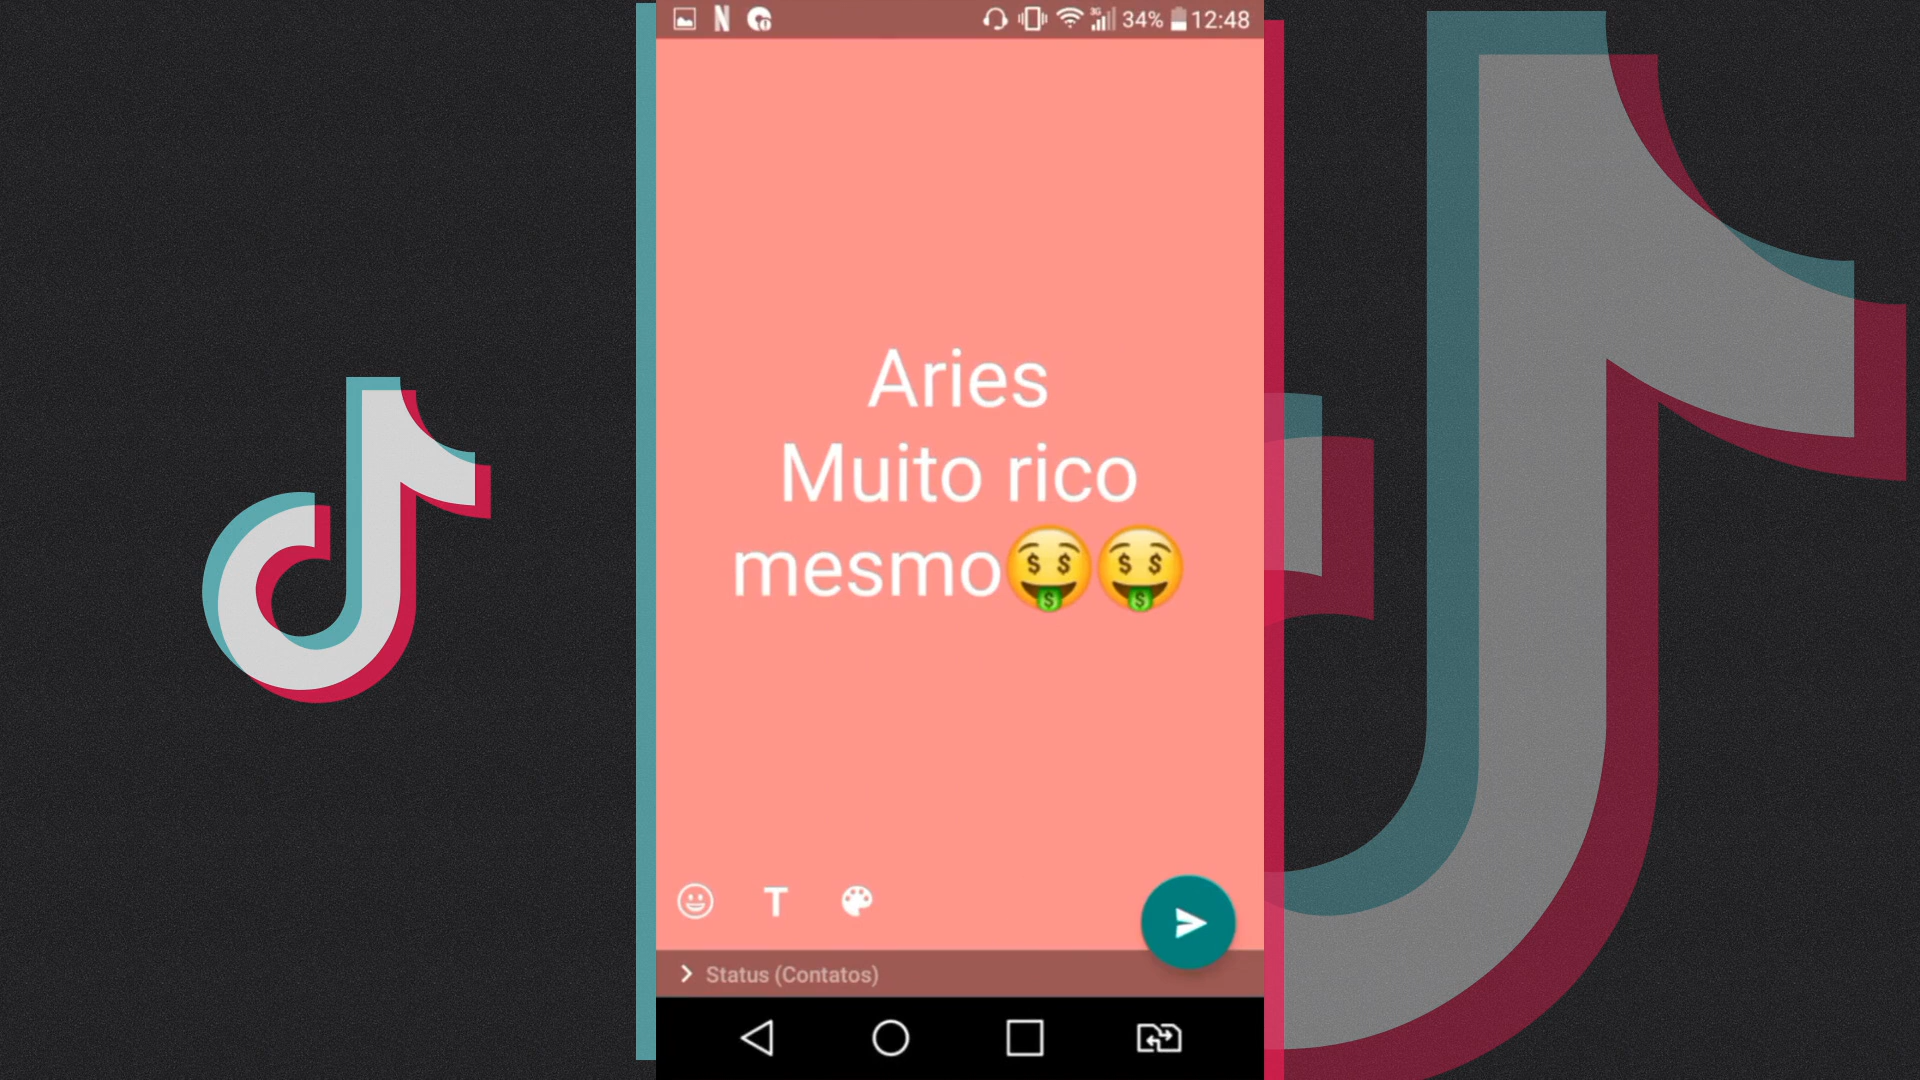 34% 12:48
Aries
Muito rico
mesmo🤑🤑
T
Status (Contatos)